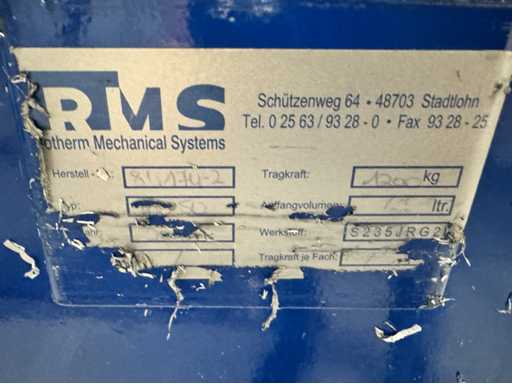 RMS
Schützenweg 64 • 48703 Stadtlohn
Tel. 0 25 63 / 93 28 - 0 • Fax 93 28 - 25
otherm Mechanical Systems
Herstell - Tragkraft: 1200 kg
Auffangvolumen: ltr.
Werkstoff: S235JRG2
Tragkraft je Fach: